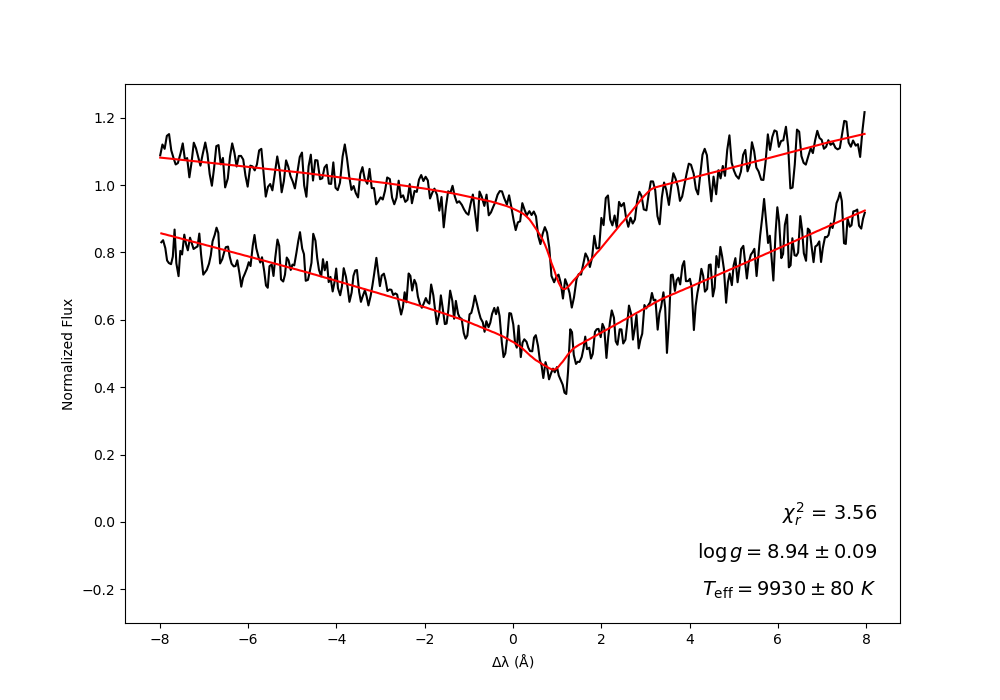 1.2
1.0
0.8
0.6
0.4
0.2
0.0
−0.2
Normalized Flux
χ²ᵣ = 3.56
log g = 8.94 ± 0.09
T_eff = 9930 ± 80 K
−8 −6 −4 −2 0 2 4 6 8
Δλ (Å)